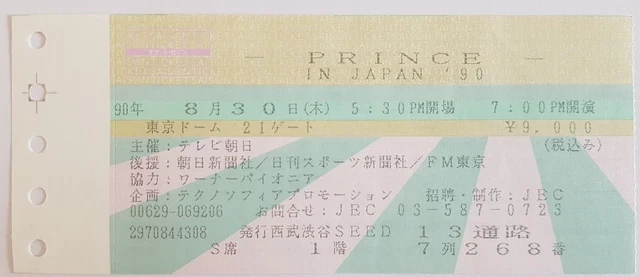 — PRINCE —
IN JAPAN '90
90年 8月30日(木) 5:30PM開場 7:00PM開演
東京ドーム 21ゲート ¥9,000
主催:テレビ朝日 (税込み)
後援:朝日新聞社/日刊スポーツ新聞社/FM東京
協力:ワーナーパイオニア
企画:テクノソフィアプロモーション 招聘・制作:JEC
00629-069206 お問合せ:JEC 03-587-0723
2970844308 発行西武渋谷SEED 13通路
S席 1階 7列268番